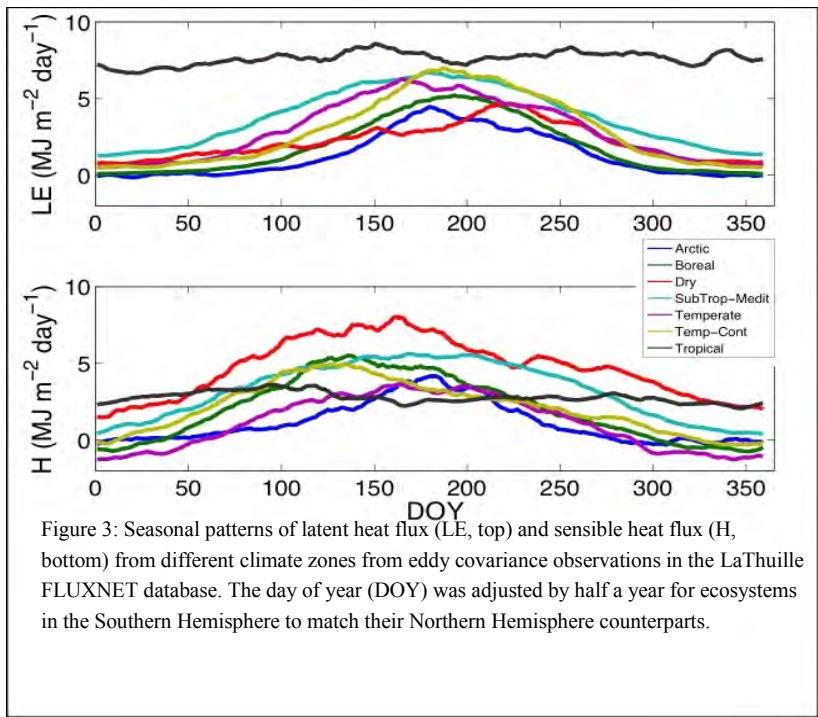 10
5
0
LE (MJ m⁻² day⁻¹)
0 50 100 150 200 250 300 350
Arctic
Boreal
Dry
SubTrop-Medit
Temperate
Temp-Cont
Tropical
10
5
0
H (MJ m⁻² day⁻¹)
0 50 100 150 200 250 300 350
DOY
Figure 3: Seasonal patterns of latent heat flux (LE, top) and sensible heat flux (H,
bottom) from different climate zones from eddy covariance observations in the LaThuille
FLUXNET database. The day of year (DOY) was adjusted by half a year for ecosystems
in the Southern Hemisphere to match their Northern Hemisphere counterparts.